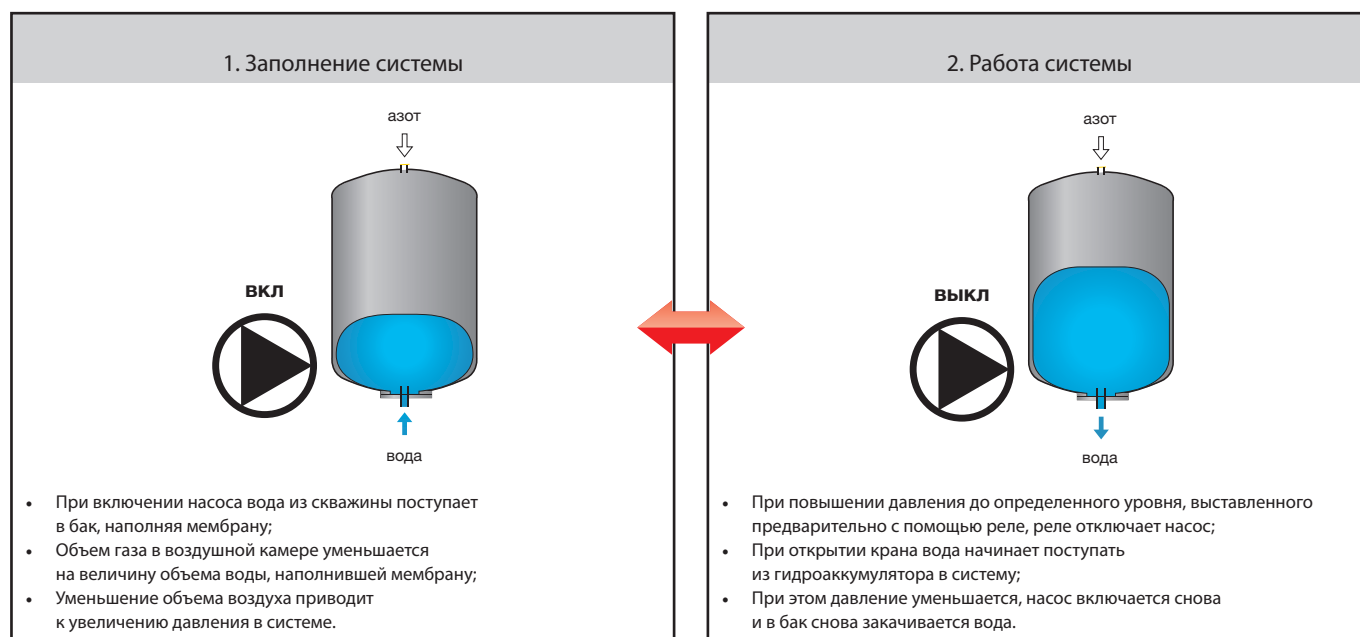 1. Заполнение системы
азот
ВКЛ
вода
• При включении насоса вода из скважины поступает
в бак, наполняя мембрану;
• Объем газа в воздушной камере уменьшается
на величину объема воды, наполнившей мембрану;
• Уменьшение объема воздуха приводит
к увеличению давления в системе.
2. Работа системы
азот
ВЫКЛ
вода
• При повышении давления до определенного уровня, выставленного
предварительно с помощью реле, реле отключает насос;
• При открытии крана вода начинает поступать
из гидроаккумулятора в систему;
• При этом давление уменьшается, насос включается снова
и в бак снова закачивается вода.